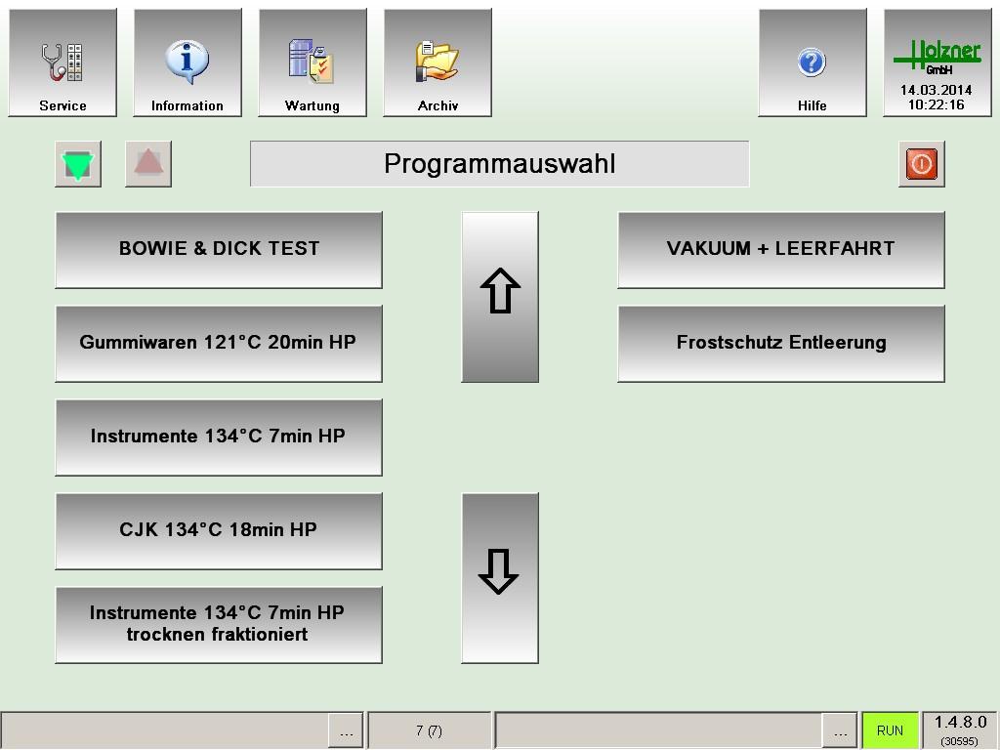 Service
Information
Wartung
Archiv
Hilfe
Holzner
GmbH
14.03.2014
10:22:16
Programmauswahl
BOWIE & DICK TEST
VAKUUM + LEERFAHRT
Gummiwaren 121°C 20min HP
Frostschutz Entleerung
Instrumente 134°C 7min HP
CJK 134°C 18min HP
Instrumente 134°C 7min HP
trocknen fraktioniert
...
7 (7)
...
RUN
1.4.8.0
(30595)